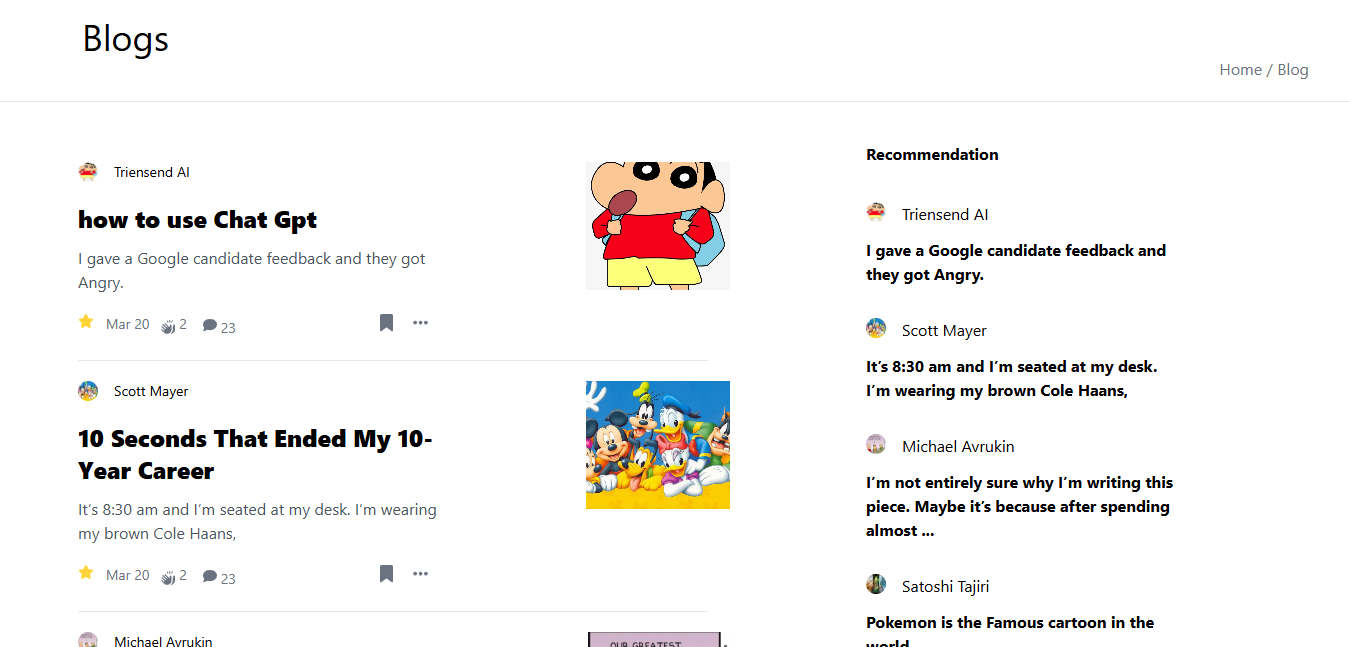 Blogs
Home / Blog
Triensend AI
how to use Chat Gpt
I gave a Google candidate feedback and they got
Angry.
Mar 20 2 23
Scott Mayer
10 Seconds That Ended My 10-
Year Career
It’s 8:30 am and I’m seated at my desk. I’m wearing
my brown Cole Haans,
Mar 20 2 23
Michael Avrukin
OUR GREATEST
Recommendation
Triensend AI
I gave a Google candidate feedback and
they got Angry.
Scott Mayer
It’s 8:30 am and I’m seated at my desk.
I’m wearing my brown Cole Haans,
Michael Avrukin
I’m not entirely sure why I’m writing this
piece. Maybe it’s because after spending
almost ...
Satoshi Tajiri
Pokemon is the Famous cartoon in the
world